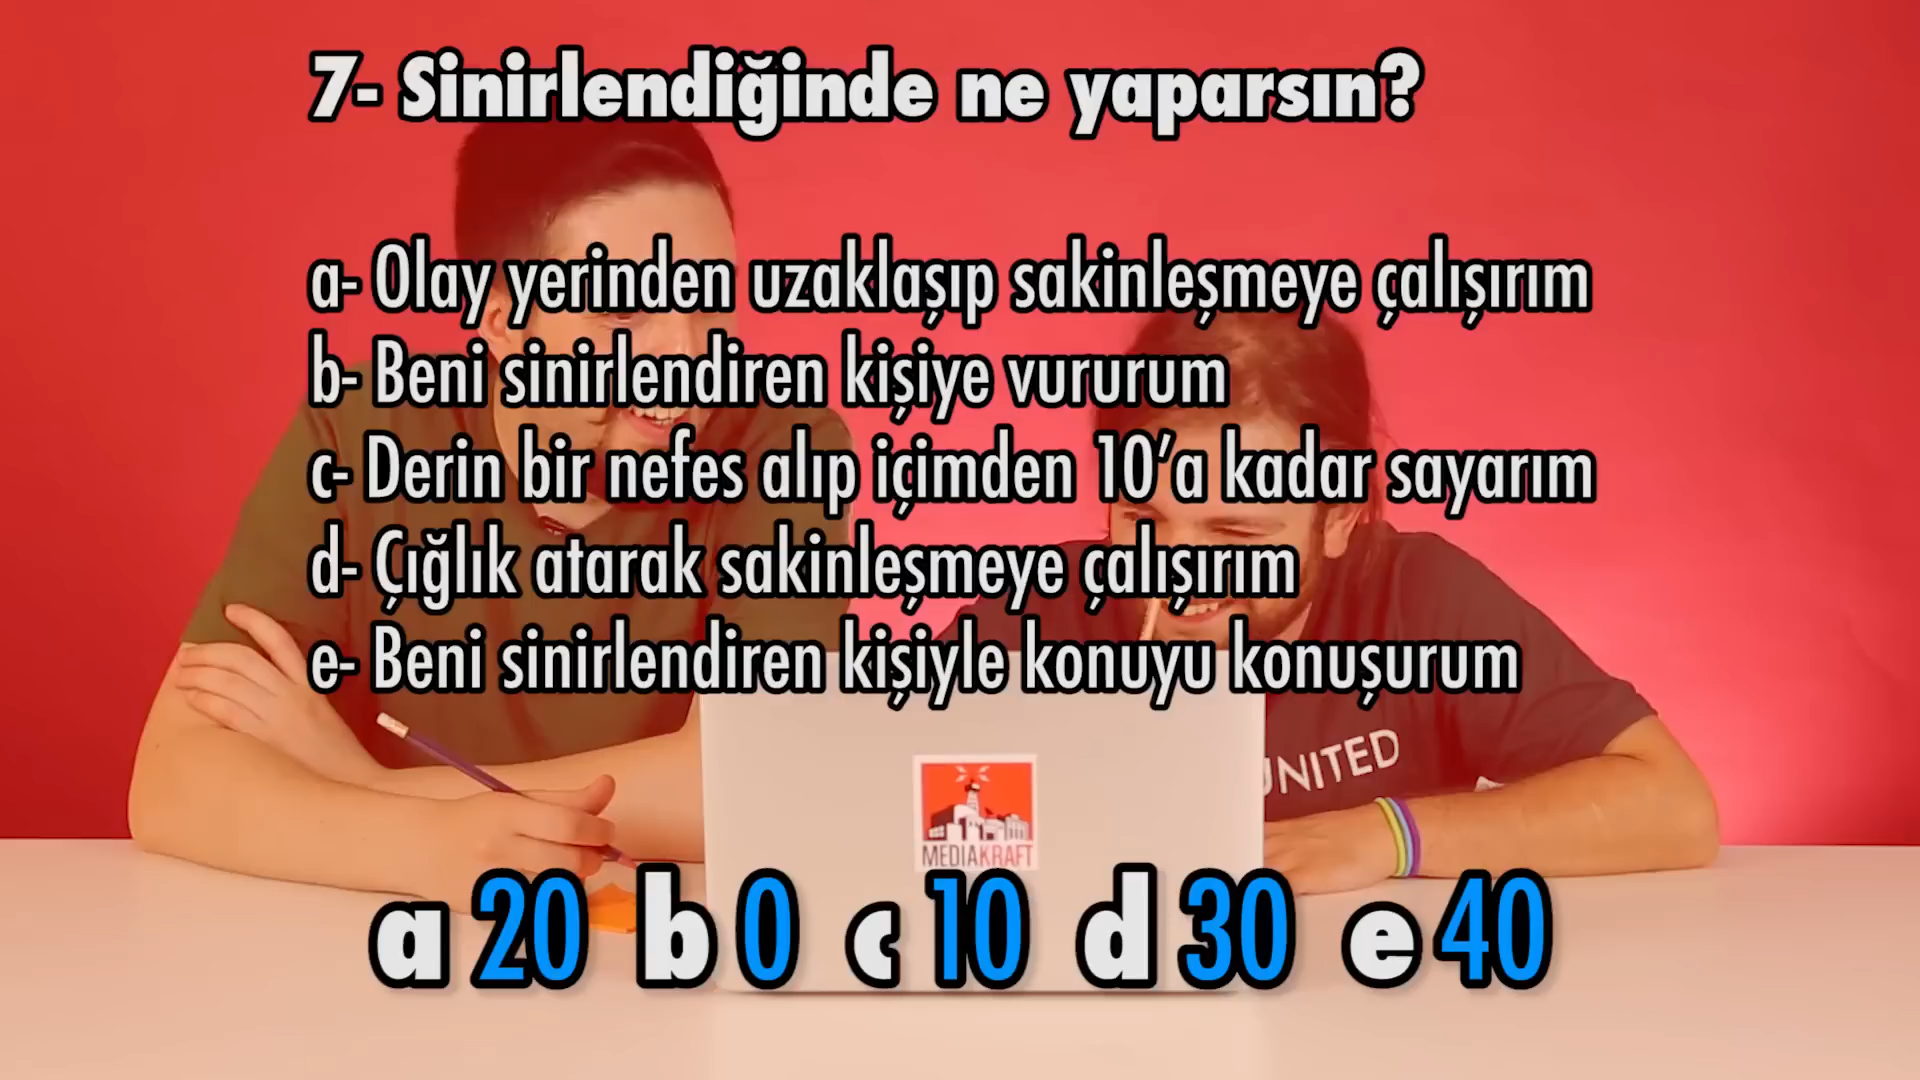 7- Sinirlendiğinde ne yaparsın?
a- Olay yerinden uzaklaşıp sakinleşmeye çalışırım
b- Beni sinirlendiren kişiye vururum
c- Derin bir nefes alıp içimden 10'a kadar sayarım
d- Çığlık atarak sakinleşmeye çalışırım
e- Beni sinirlendiren kişiyle konuyu konuşurum
UNITED
MEDIAKRAFT
a 20 b 0 c 10 d 30 e 40